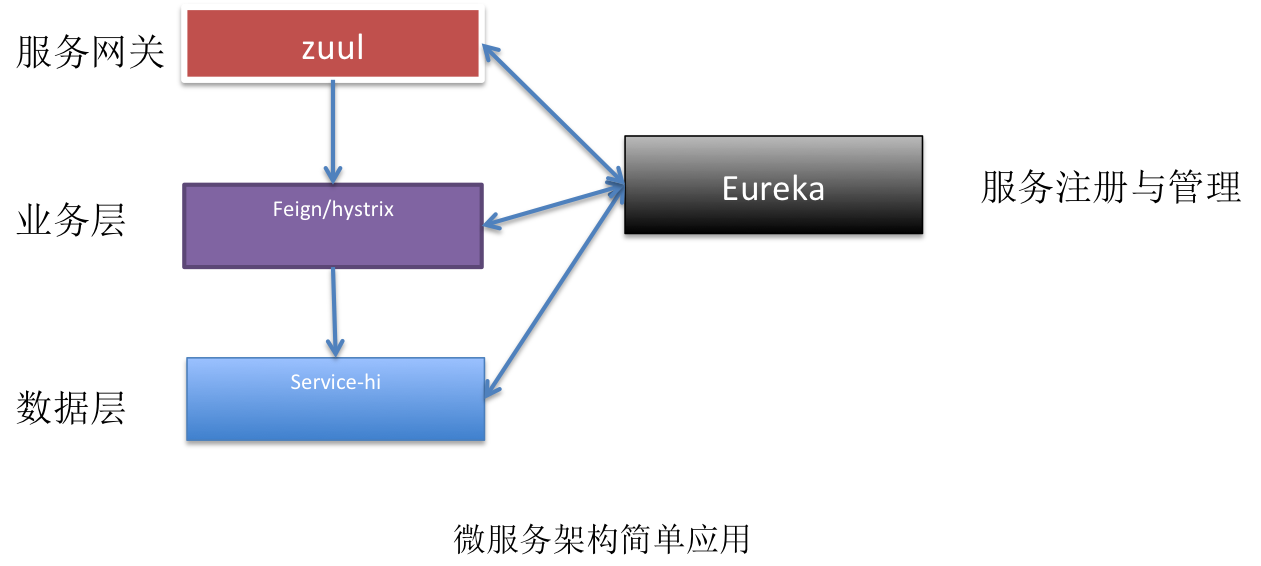 服务网关
zuul
Eureka
服务注册与管理
业务层
Feign/hystrix
数据层
Service-hi
微服务架构简单应用